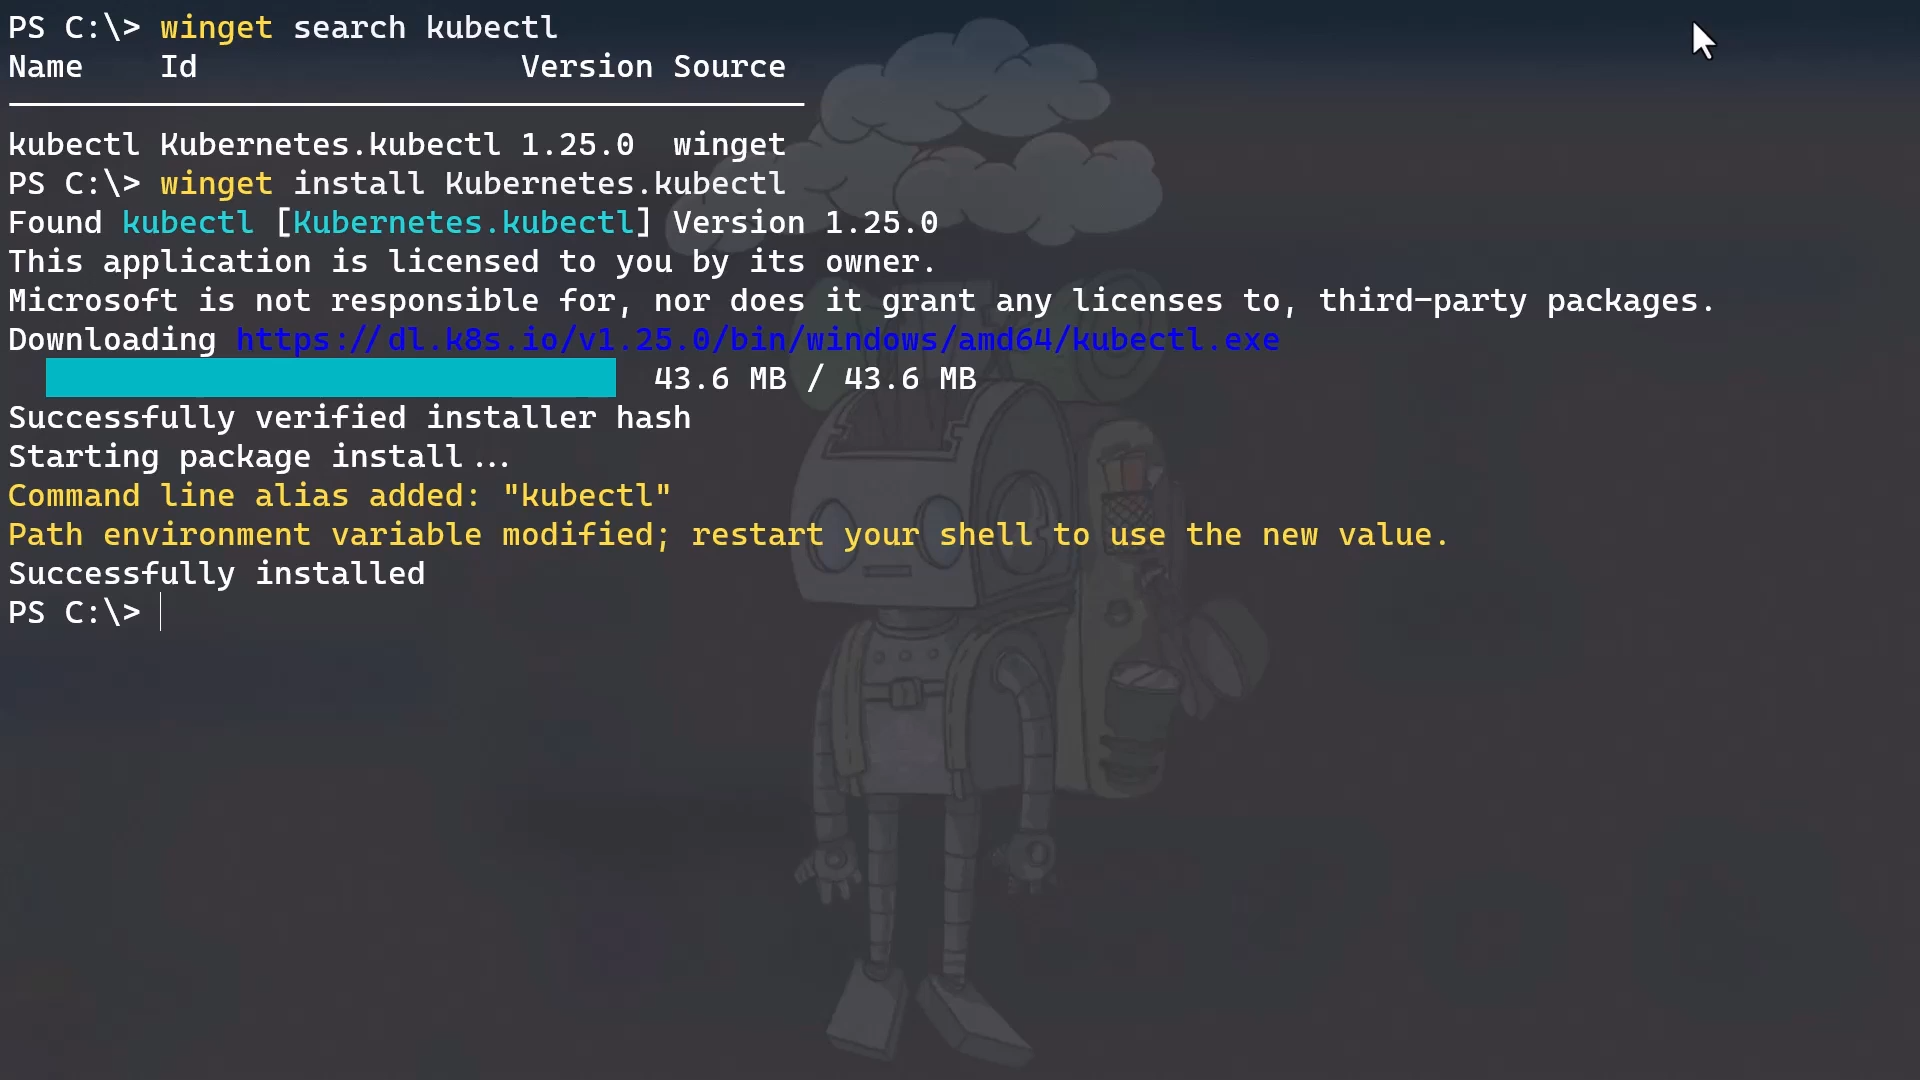 PS C:\> winget search kubectl
Name    Id                 Version Source
kubectl Kubernetes.kubectl 1.25.0  winget
PS C:\> winget install Kubernetes.kubectl
Found kubectl [Kubernetes.kubectl] Version 1.25.0
This application is licensed to you by its owner.
Microsoft is not responsible for, nor does it grant any licenses to, third-party packages.
Downloading https://dl.k8s.io/v1.25.0/bin/windows/amd64/kubectl.exe
43.6 MB / 43.6 MB
Successfully verified installer hash
Starting package install...
Command line alias added: "kubectl"
Path environment variable modified; restart your shell to use the new value.
Successfully installed
PS C:\>